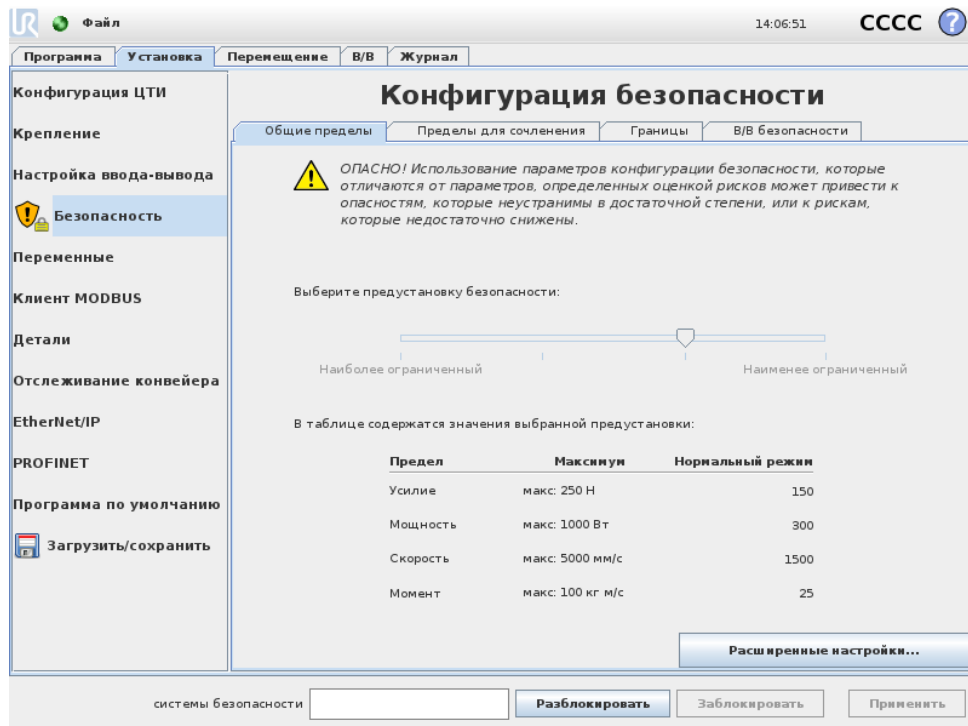 UR Файл 14:06:51 CCCC ?
Программа Установка Перемещение В/В Журнал
Конфигурация ЦТИ
Крепление
Настройка ввода-вывода
Безопасность
Переменные
Клиент MODBUS
Детали
Отслеживание конвейера
EtherNet/IP
PROFINET
Программа по умолчанию
Загрузить/сохранить
Конфигурация безопасности
Общие пределы Пределы для сочленения Границы В/В безопасности
ОПАСНО! Использование параметров конфигурации безопасности, которые
отличаются от параметров, определенных оценкой рисков может привести к
опасностям, которые неустранимы в достаточной степени, или к рискам,
которые недостаточно снижены.
Выберите предустановку безопасности:
Наиболее ограниченный Наименее ограниченный
В таблице содержатся значения выбранной предустановки:
Предел Максимум Нормальный режим
Усилие макс: 250 Н 150
Мощность макс: 1000 Вт 300
Скорость макс: 5000 мм/с 1500
Момент макс: 100 кг м/с 25
Расширенные настройки...
системы безопасности Разблокировать Заблокировать Применить